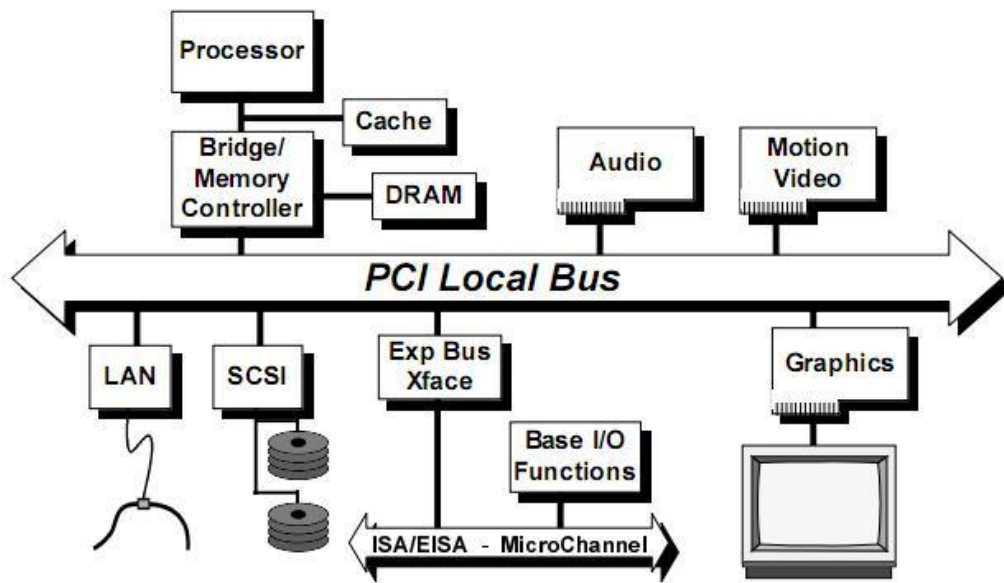 Processor
Cache
Bridge/
Memory
Controller
DRAM
Audio
Motion
Video
PCI Local Bus
LAN
SCSI
Exp Bus
Xface
Base I/O
Functions
Graphics
ISA/EISA - MicroChannel